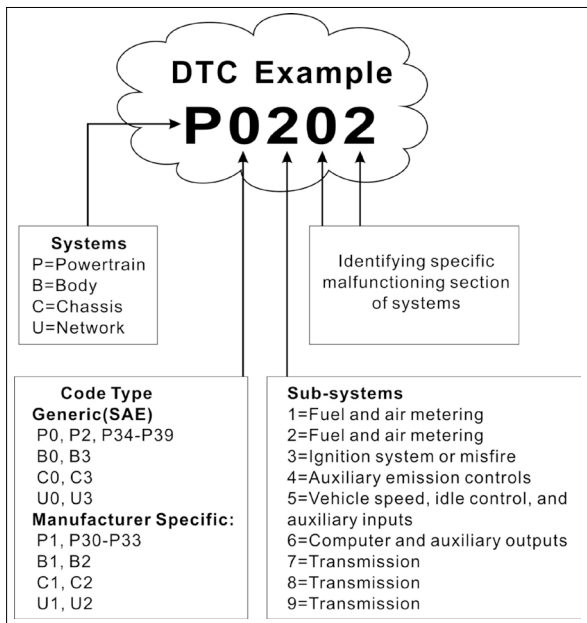 DTC Example
P0202
Systems
P=Powertrain
B=Body
C=Chassis
U=Network
Identifying specific
malfunctioning section
of systems
Code Type
Generic(SAE)
P0, P2, P34-P39
B0, B3
C0, C3
U0, U3
Manufacturer Specific:
P1, P30-P33
B1, B2
C1, C2
U1, U2
Sub-systems
1=Fuel and air metering
2=Fuel and air metering
3=Ignition system or misfire
4=Auxiliary emission controls
5=Vehicle speed, idle control, and
auxiliary inputs
6=Computer and auxiliary outputs
7=Transmission
8=Transmission
9=Transmission